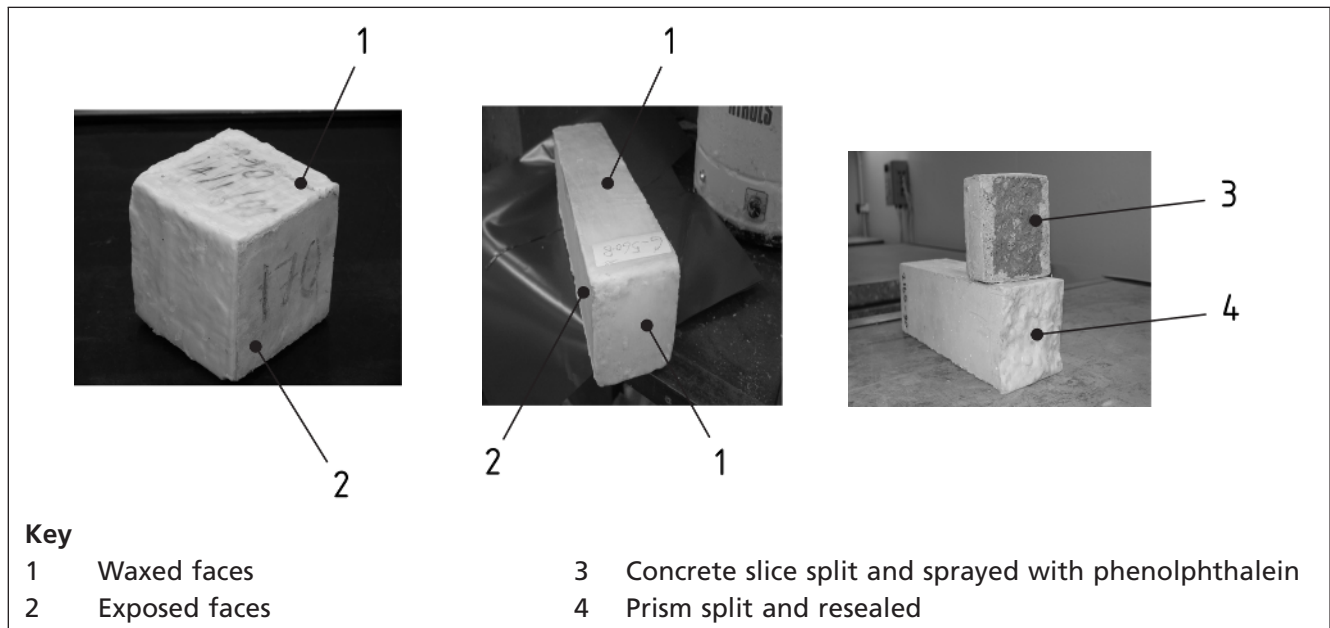 1
1
3
4
2
170
2
1
Key
1 Waxed faces
2 Exposed faces
3 Concrete slice split and sprayed with phenolphthalein
4 Prism split and resealed